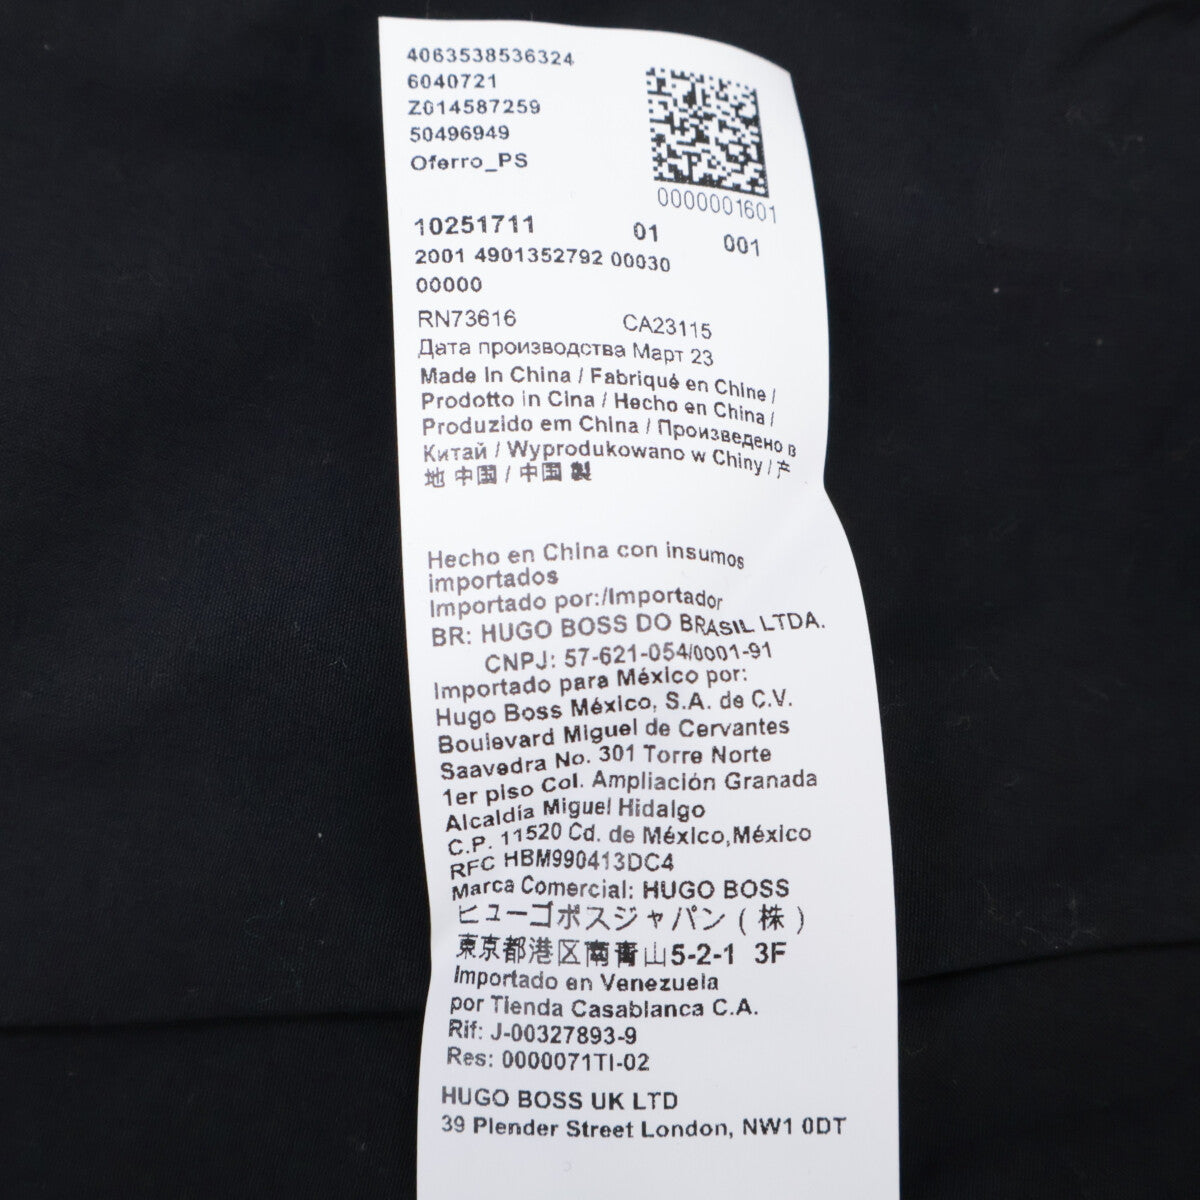 4063538536324
6040721
Z014587259
50496949
Oferro_PS
0000001601
10251711 01 001
2001 4901352792 00030
00000
RN73616 CA23115
Дата производства Март 23
Made in China / Fabriqué en Chine /
Prodotto in Cina / Hecho en China /
Produzido em China / Произведено в
Китай / Wyprodukowano w Chiny / 产
地 中国 / 中国 製
Hecho en China con insumos
importados
Importado por:/Importador
BR: HUGO BOSS DO BRASIL LTDA.
CNPJ: 57-621-054/0001-91
Importado para México por:
Hugo Boss México, S.A. de C.V.
Boulevard Miguel de Cervantes
Saavedra No. 301 Torre Norte
1er piso Col. Ampliación Granada
Alcaldía Miguel Hidalgo
C.P. 11520 Cd. de México,México
RFC HBM990413DC4
Marca Comercial: HUGO BOSS
ヒューゴボスジャパン ( 株 )
東京都港区南青山5-2-1 3F
Importado en Venezuela
por Tienda Casablanca C.A.
Rif: J-00327893-9
Res: 0000071TI-02
HUGO BOSS UK LTD
39 Plender Street London, NW1 0DT